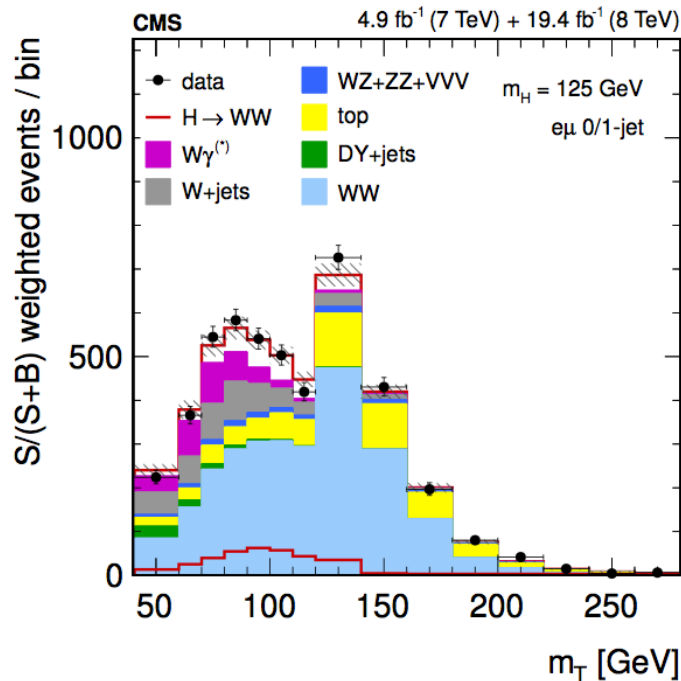 CMS 4.9 fb⁻¹ (7 TeV) + 19.4 fb⁻¹ (8 TeV)
S/(S+B) weighted events / bin
data
H → WW
Wγ⁽*⁾
W+jets
WZ+ZZ+VVV
top
DY+jets
WW
m_H = 125 GeV
eμ 0/1-jet
1000
500
0
50 100 150 200 250
m_T [GeV]